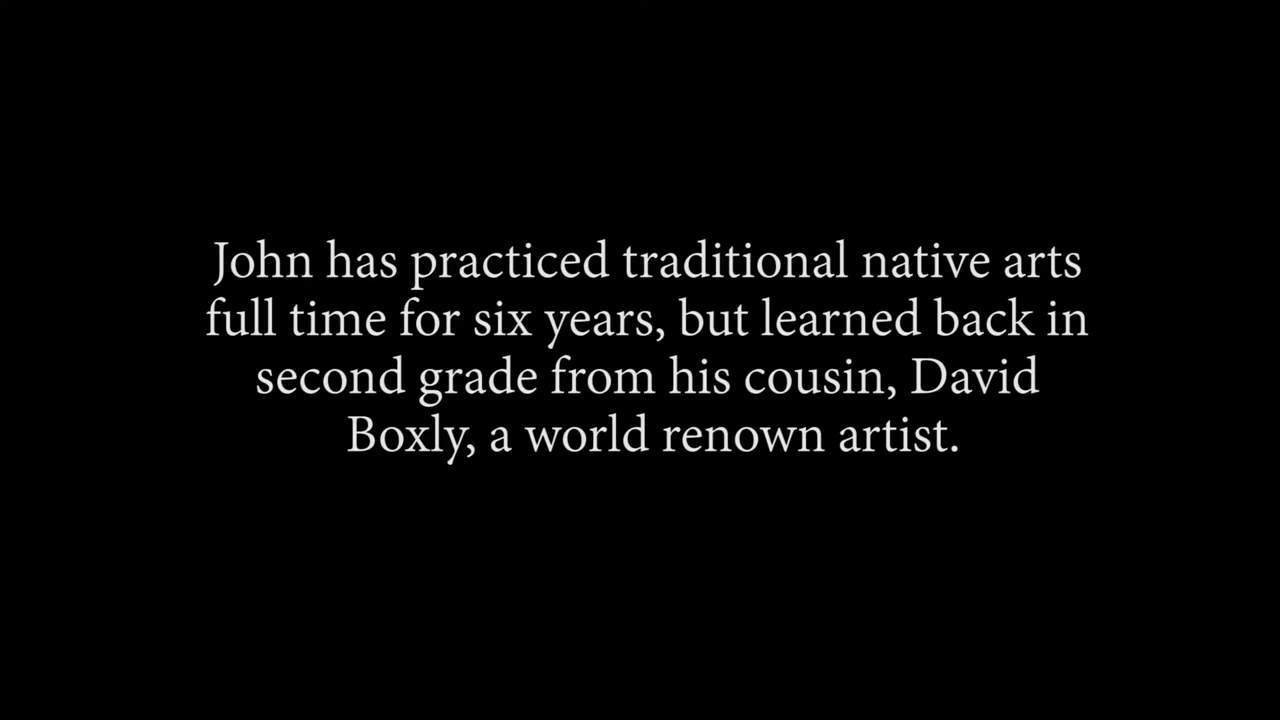 John has practiced traditional native arts
full time for six years, but learned back in
second grade from his cousin, David
Boxly, a world renown artist.